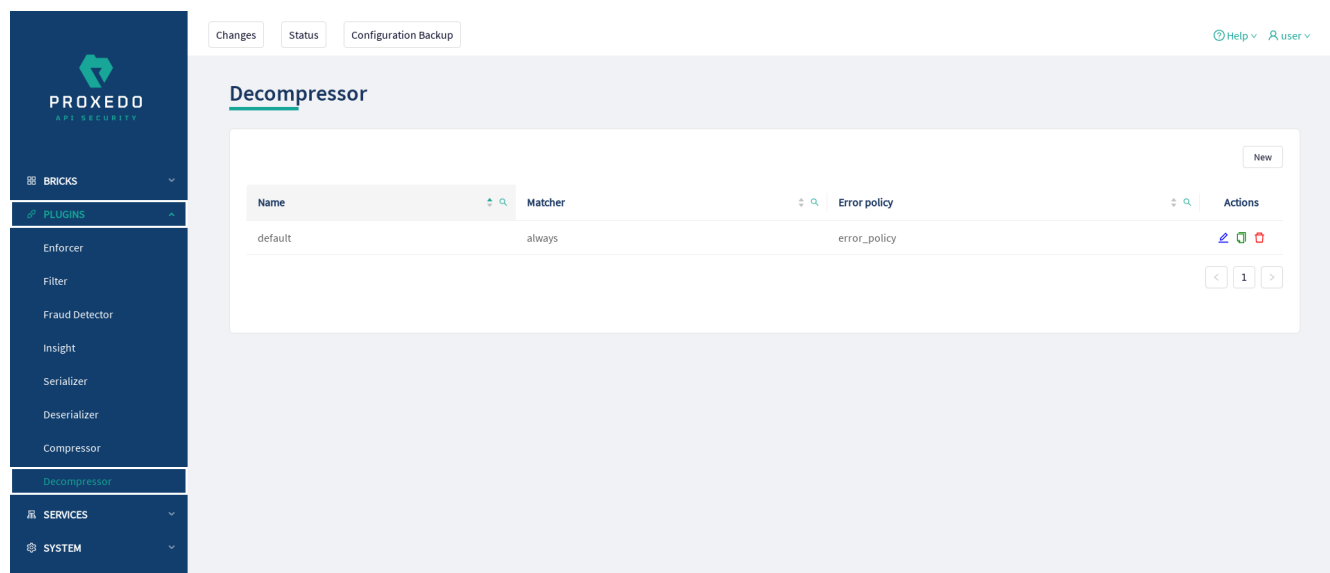 Changes Status Configuration Backup Help user
PROXEDO
API SECURITY
Decompressor
New
BRICKS
PLUGINS
Enforcer
Filter
Fraud Detector
Insight
Serializer
Deserializer
Compressor
Decompressor
SERVICES
SYSTEM
Name Matcher Error policy Actions
default always error_policy
< 1 >